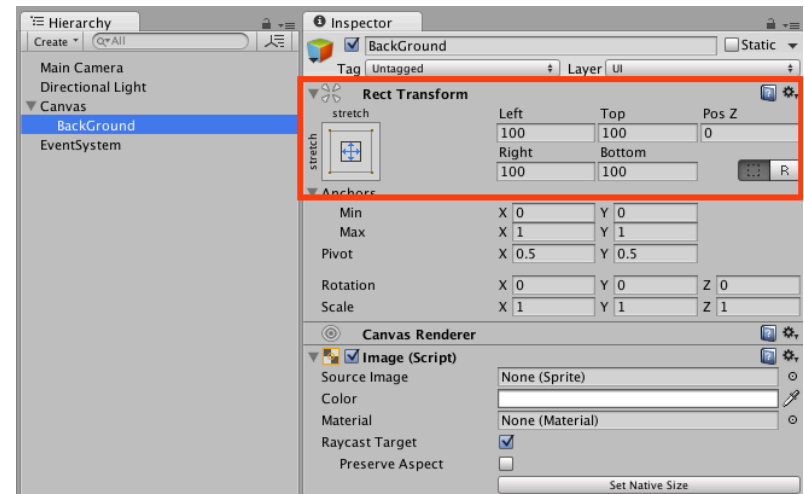 Hierarchy
Create
All
Main Camera
Directional Light
Canvas
BackGround
EventSystem
Inspector
BackGround Static
Tag Untagged Layer UI
Rect Transform
stretch Left Top Pos Z
stretch
100 100 0
Right Bottom
100 100 R
Anchors
Min X 0 Y 0
Max X 1 Y 1
Pivot X 0.5 Y 0.5
Rotation X 0 Y 0 Z 0
Scale X 1 Y 1 Z 1
Canvas Renderer
Image (Script)
Source Image None (Sprite)
Color
Material None (Material)
Raycast Target
Preserve Aspect
Set Native Size